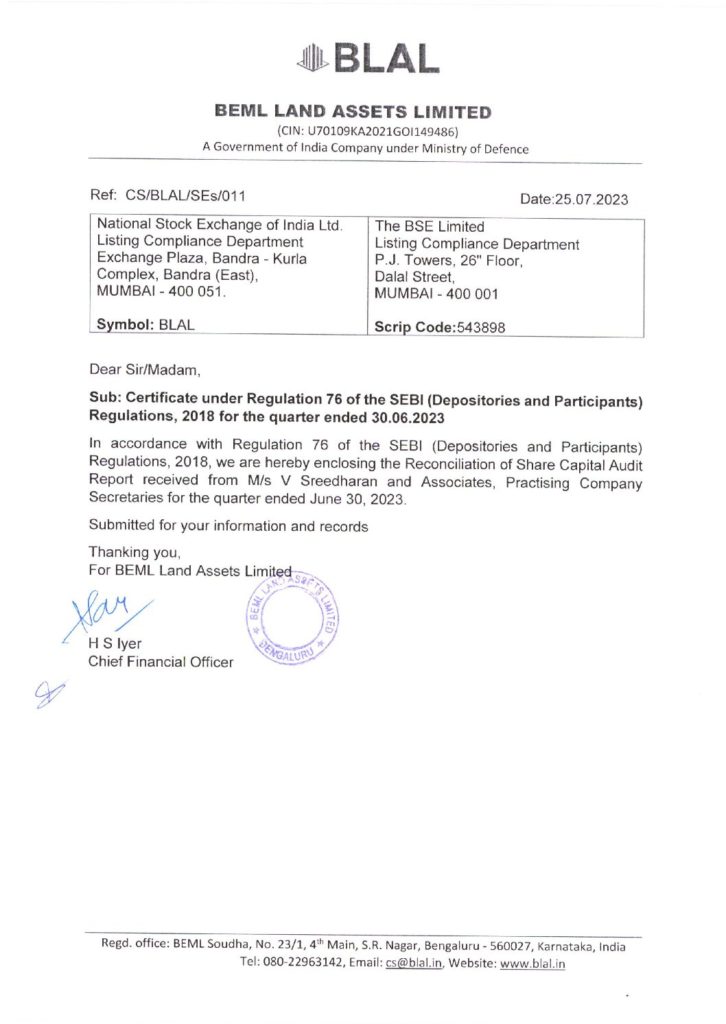 BLAL
BEML LAND ASSETS LIMITED
(CIN: U70109KA2021GOI149486)
A Government of India Company under Ministry of Defence
Ref: CS/BLAL/SEs/011
Date:25.07.2023
National Stock Exchange of India Ltd.
Listing Compliance Department
Exchange Plaza, Bandra - Kurla
Complex, Bandra (East),
MUMBAI - 400 051.
Symbol: BLAL
The BSE Limited
Listing Compliance Department
P.J. Towers, 26" Floor,
Dalal Street,
MUMBAI - 400 001
Scrip Code:543898
Dear Sir/Madam,
Sub: Certificate under Regulation 76 of the SEBI (Depositories and Participants)
Regulations, 2018 for the quarter ended 30.06.2023
In accordance with Regulation 76 of the SEBI (Depositories and Participants)
Regulations, 2018, we are hereby enclosing the Reconciliation of Share Capital Audit
Report received from M/s V Sreedharan and Associates, Practising Company
Secretaries for the quarter ended June 30, 2023.
Submitted for your information and records
Thanking you,
For BEML Land Assets Limited
BEML LAND ASSETS LIMITED
BENGALURU
H S Iyer
Chief Financial Officer
Regd. office: BEML Soudha, No. 23/1, 4th Main, S.R. Nagar, Bengaluru - 560027, Karnataka, India
Tel: 080-22963142, Email: cs@blal.in, Website: www.blal.in